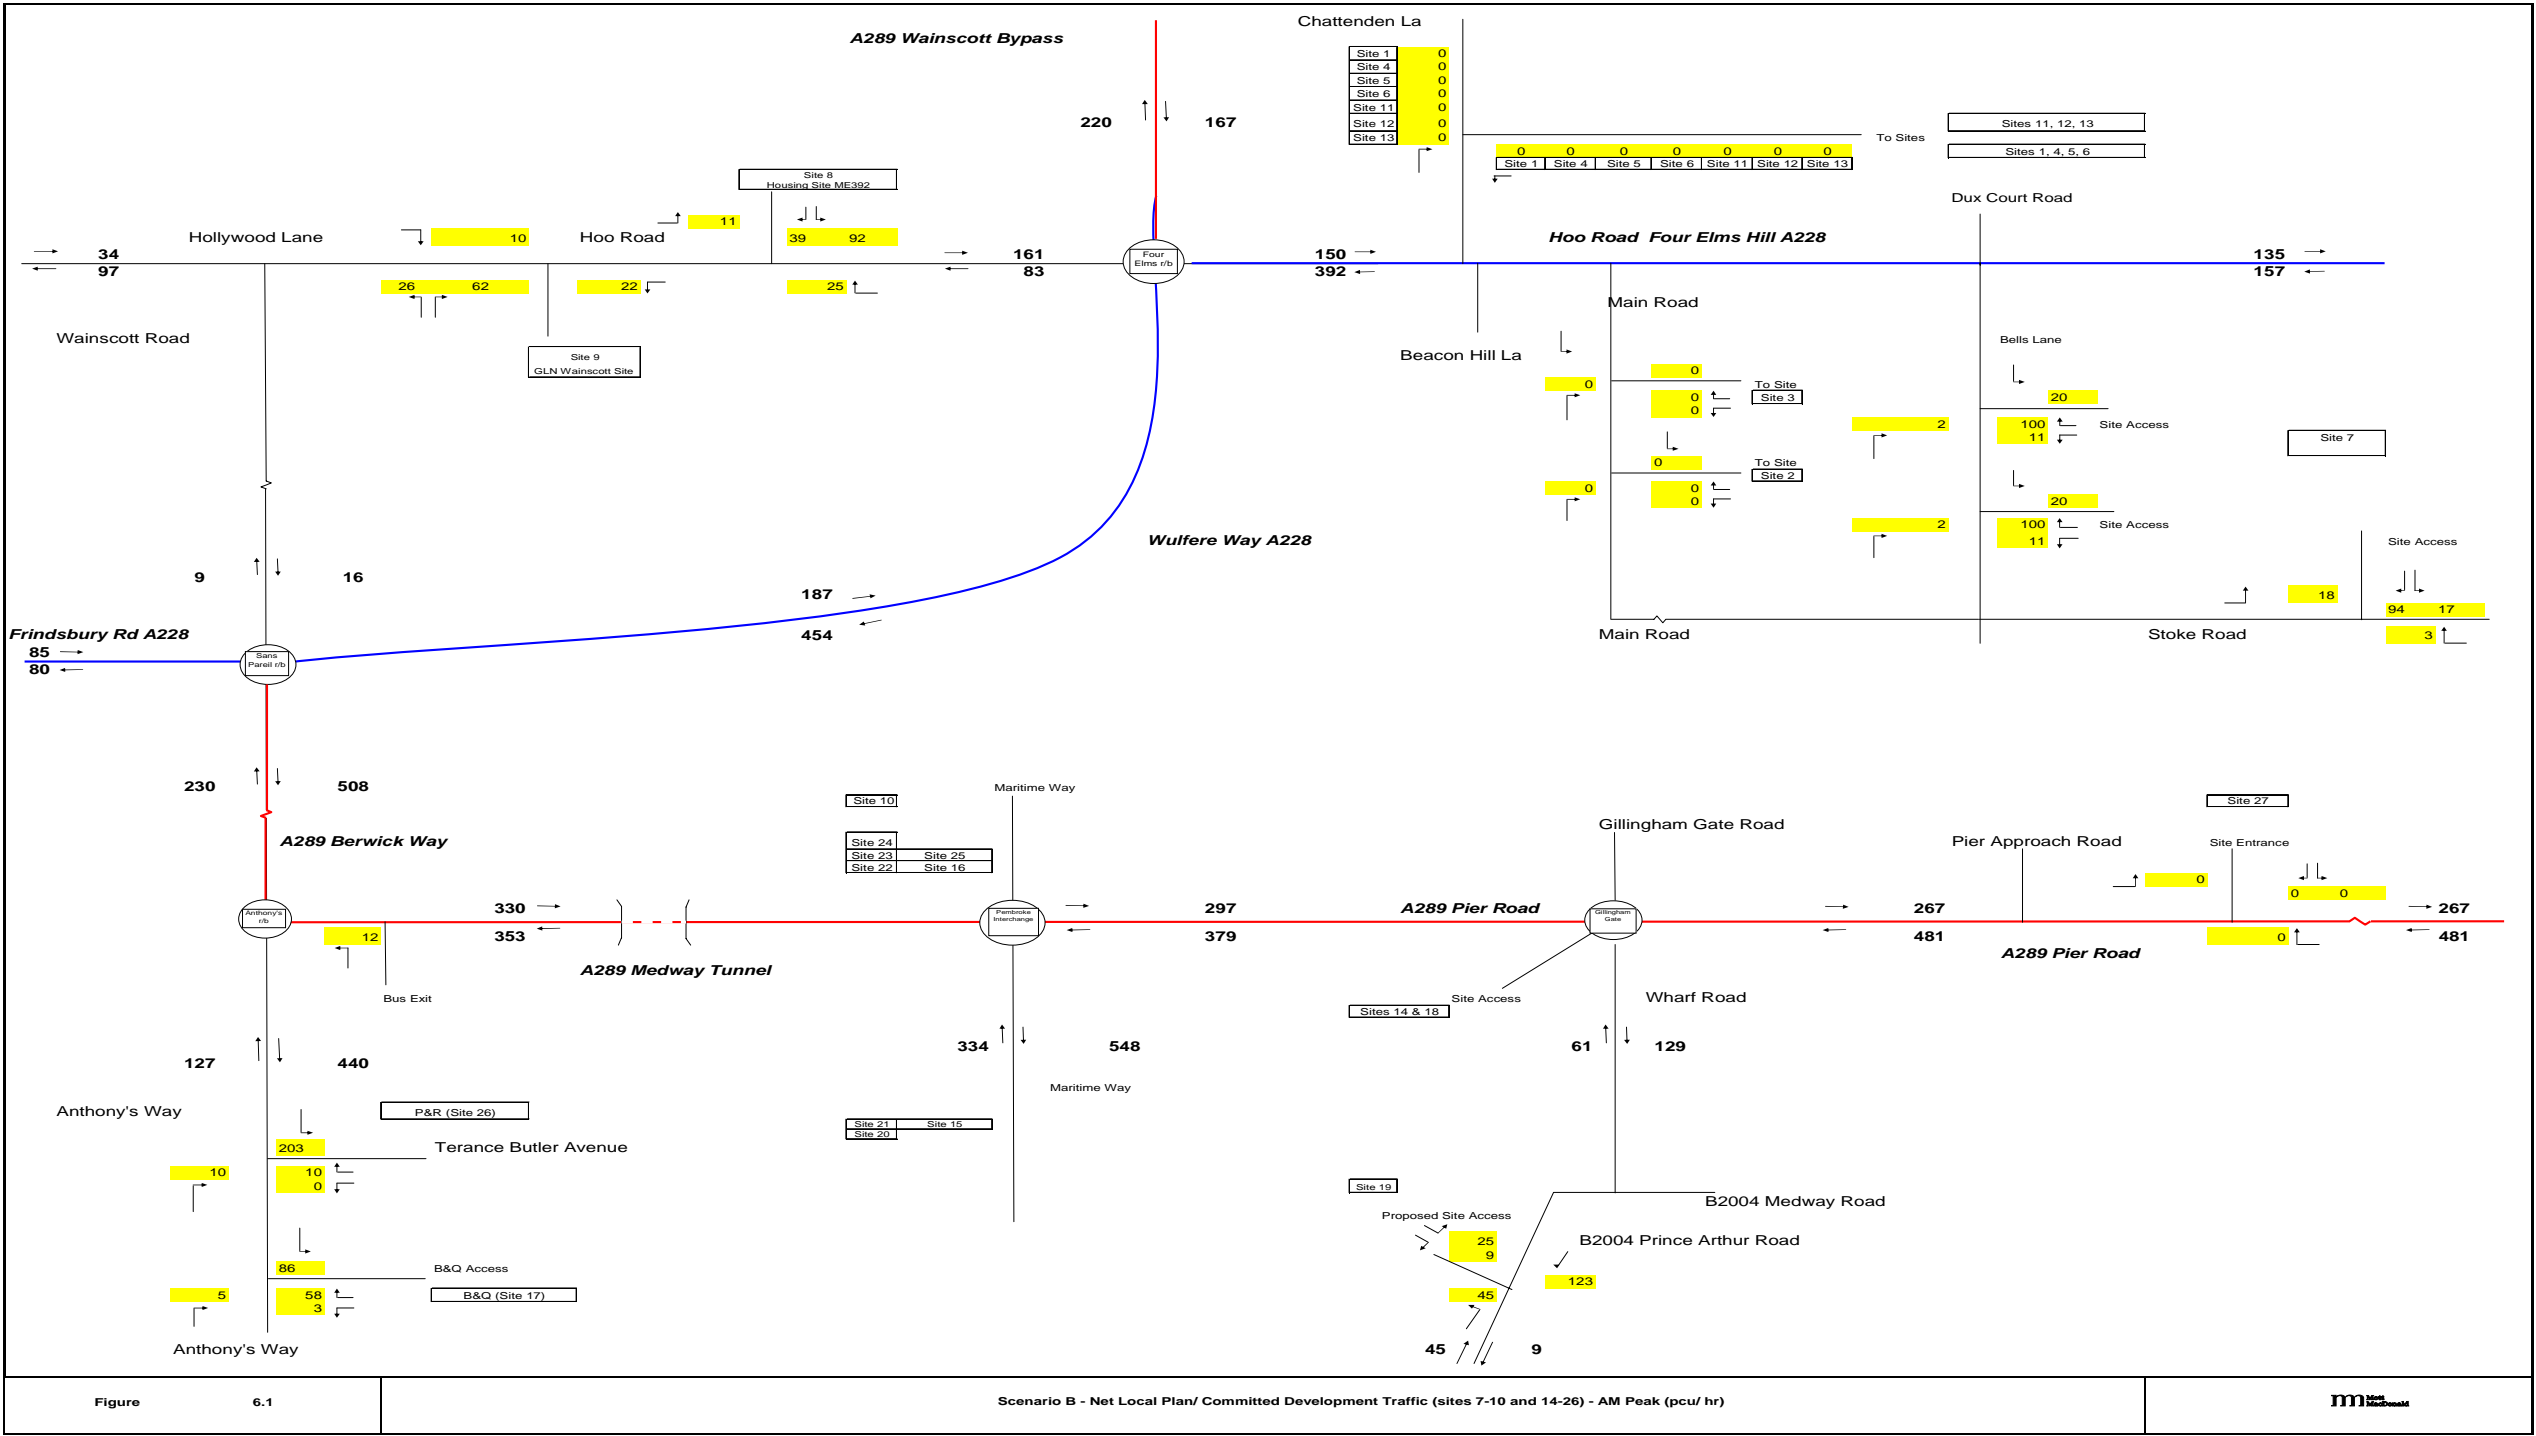 Chattenden La
A289 Wainscott Bypass
Site 1 0
Site 4 0
Site 5 0
Site 6 0
Site 11 0
Site 12 0
Site 13 0
220 167
To Sites
Sites 11, 12, 13
Sites 1, 4, 5, 6
0 0 0 0 0 0 0
Site 1 Site 4 Site 5 Site 6 Site 11 Site 12 Site 13
Site 8
Housing Site ME392
Dux Court Road
Hollywood Lane
10
Hoo Road
11
39 92
Hoo Road Four Elms Hill A228
34
97
161
83
Four
Elms r/b
150
392
135
157
26 62
22
25
Wainscott Road
Site 9
GLN Wainscott Site
Main Road
Beacon Hill La
Bells Lane
0
0
To Site
0
Site 3
0
20
2
100
Site Access
11
Site 7
0
To Site
Site 2
0
0
0
20
2
100
Site Access
11
Wulfere Way A228
Site Access
9 16
187
454
18
94 17
3
Main Road
Stoke Road
Frindsbury Rd A228
85
80
Sans
Pareil r/b
230 508
A289 Berwick Way
Site 10
Maritime Way
Site 24
Site 23 Site 25
Site 22 Site 16
Gillingham Gate Road
Site 27
Pier Approach Road
Site Entrance
0
0 0
Anthony's
r/b
330
353
12
A289 Medway Tunnel
Bus Exit
Pembroke
Interchange
297
379
A289 Pier Road
Gillingham
Gate
267
481
A289 Pier Road
0
267
481
Site Access
Sites 14 & 18
Wharf Road
127 440
334 548
61 129
Maritime Way
Anthony's Way
P&R (Site 26)
Site 21 Site 15
Site 20
203
Terance Butler Avenue
10
10
0
Site 19
B2004 Medway Road
Proposed Site Access
25
9
B2004 Prince Arthur Road
123
86
B&Q Access
5
58
3
B&Q (Site 17)
45
Anthony's Way
45 9
Figure 6.1
Scenario B - Net Local Plan/ Committed Development Traffic (sites 7-10 and 14-26) - AM Peak (pcu/ hr)
Mott
MacDonald